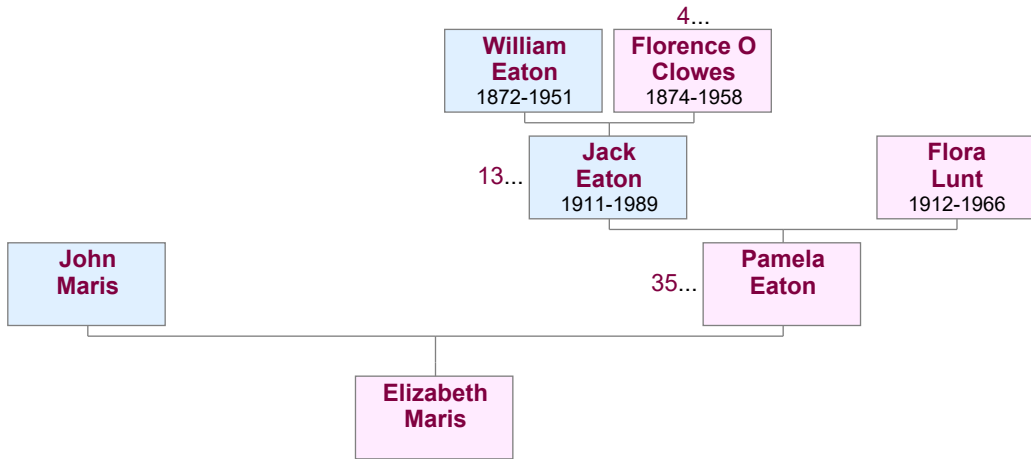 4...
William
Eaton
1872-1951
Florence O
Clowes
1874-1958
13...
Jack
Eaton
1911-1989
Flora
Lunt
1912-1966
John
Maris
35...
Pamela
Eaton
Elizabeth
Maris